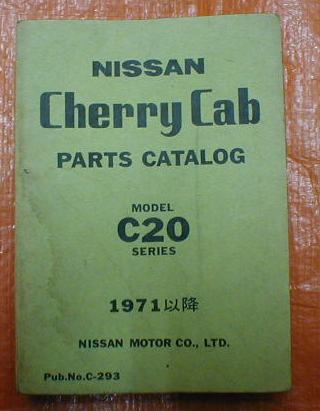 NISSAN
Cherry Cab
PARTS CATALOG
MODEL
C20
SERIES
1971以降
NISSAN MOTOR CO., LTD.
Pub.No.C-293